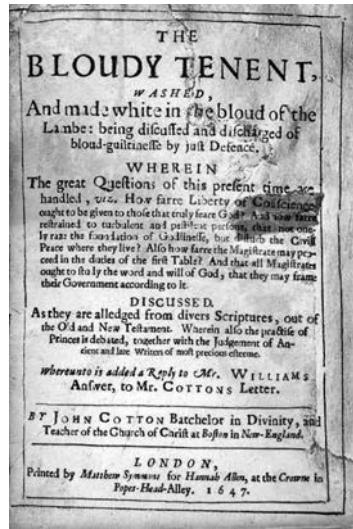 THE
BLOUDY TENENT,
WASHED,
And made white in the bloud of the
Lambe: being discussed and discharged of
bloud-guiltinesse by just Defence.
WHEREIN
The great Questions of this present time are
handled, viz. How farre Liberty of Conscience
ought to be given to those that truly feare God? And how farre
restrained to turbulent and pestilent persons, that not one-
ly raze the foundation of Godlinesse, but disturb the Civill
Peace where they live? Also how farre the Magistrate may pro-
ceed in the duties of the first Table? And that all Magistrates
ought to study the word and will of God, that they may frame
their Government according to it.
DISCUSSED.
As they are alledged from divers Scriptures, out of
the Old and New Testament. Wherein also the practise of
Princes is debated, together with the Judgement of An-
cient and late Writers of most precious esteeme.
Whereunto is added a Reply to Mr. WILLIAMS
Answer, to Mr. COTTONS Letter.
BY JOHN COTTON Batchelor in Divinity, and
Teacher of the Church of Christ at Boston in New-England.
LONDON,
Printed by Matthew Symmons for Hannah Allen, at the Crowne in
Popes-Head-Alley. 1647.